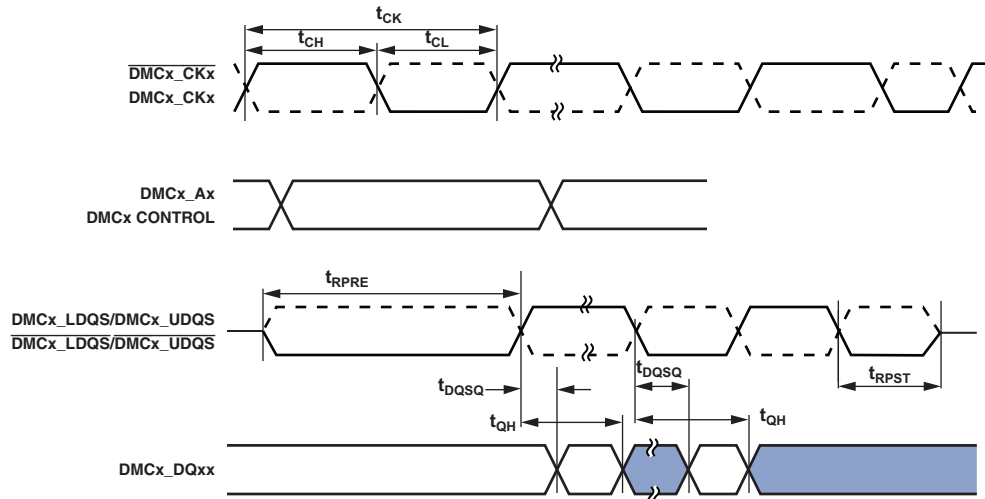 tCK
tCH
tCL
DMCx_CKx
DMCx_CKx
DMCx_Ax
DMCx CONTROL
tRPRE
DMCx_LDQS/DMCx_UDQS
DMCx_LDQS/DMCx_UDQS
tDQSQ
tDQSQ
tRPST
tQH
tQH
DMCx_DQxx